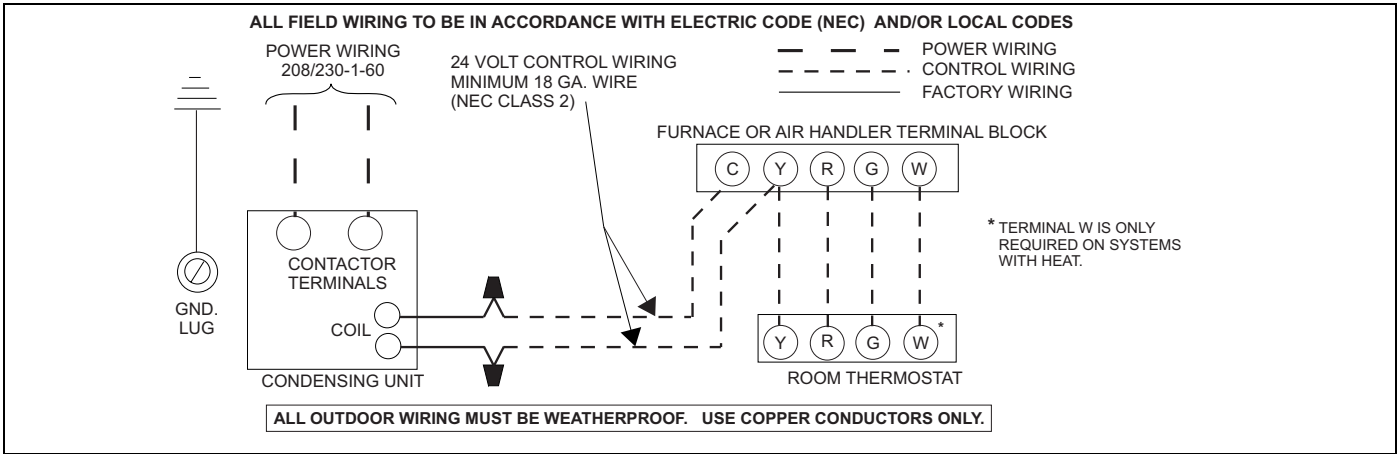 ALL FIELD WIRING TO BE IN ACCORDANCE WITH ELECTRIC CODE (NEC) AND/OR LOCAL CODES
POWER WIRING
208/230-1-60
24 VOLT CONTROL WIRING
MINIMUM 18 GA. WIRE
(NEC CLASS 2)
POWER WIRING
CONTROL WIRING
FACTORY WIRING
FURNACE OR AIR HANDLER TERMINAL BLOCK
C Y R G W
* TERMINAL W IS ONLY
REQUIRED ON SYSTEMS
WITH HEAT.
CONTACTOR
TERMINALS
GND.
LUG
COIL
CONDENSING UNIT
Y R G W *
ROOM THERMOSTAT
ALL OUTDOOR WIRING MUST BE WEATHERPROOF. USE COPPER CONDUCTORS ONLY.